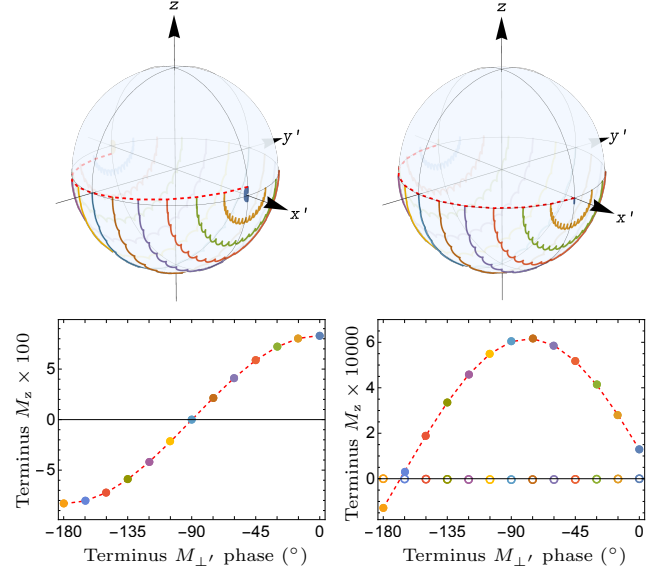 z z
y' y'
x' x'
Terminus M_z × 100
5
0
−5
−180 −135 −90 −45 0
Terminus M_⊥′ phase (°)
Terminus M_z × 10000
6
4
2
0
−180 −135 −90 −45 0
Terminus M_⊥′ phase (°)